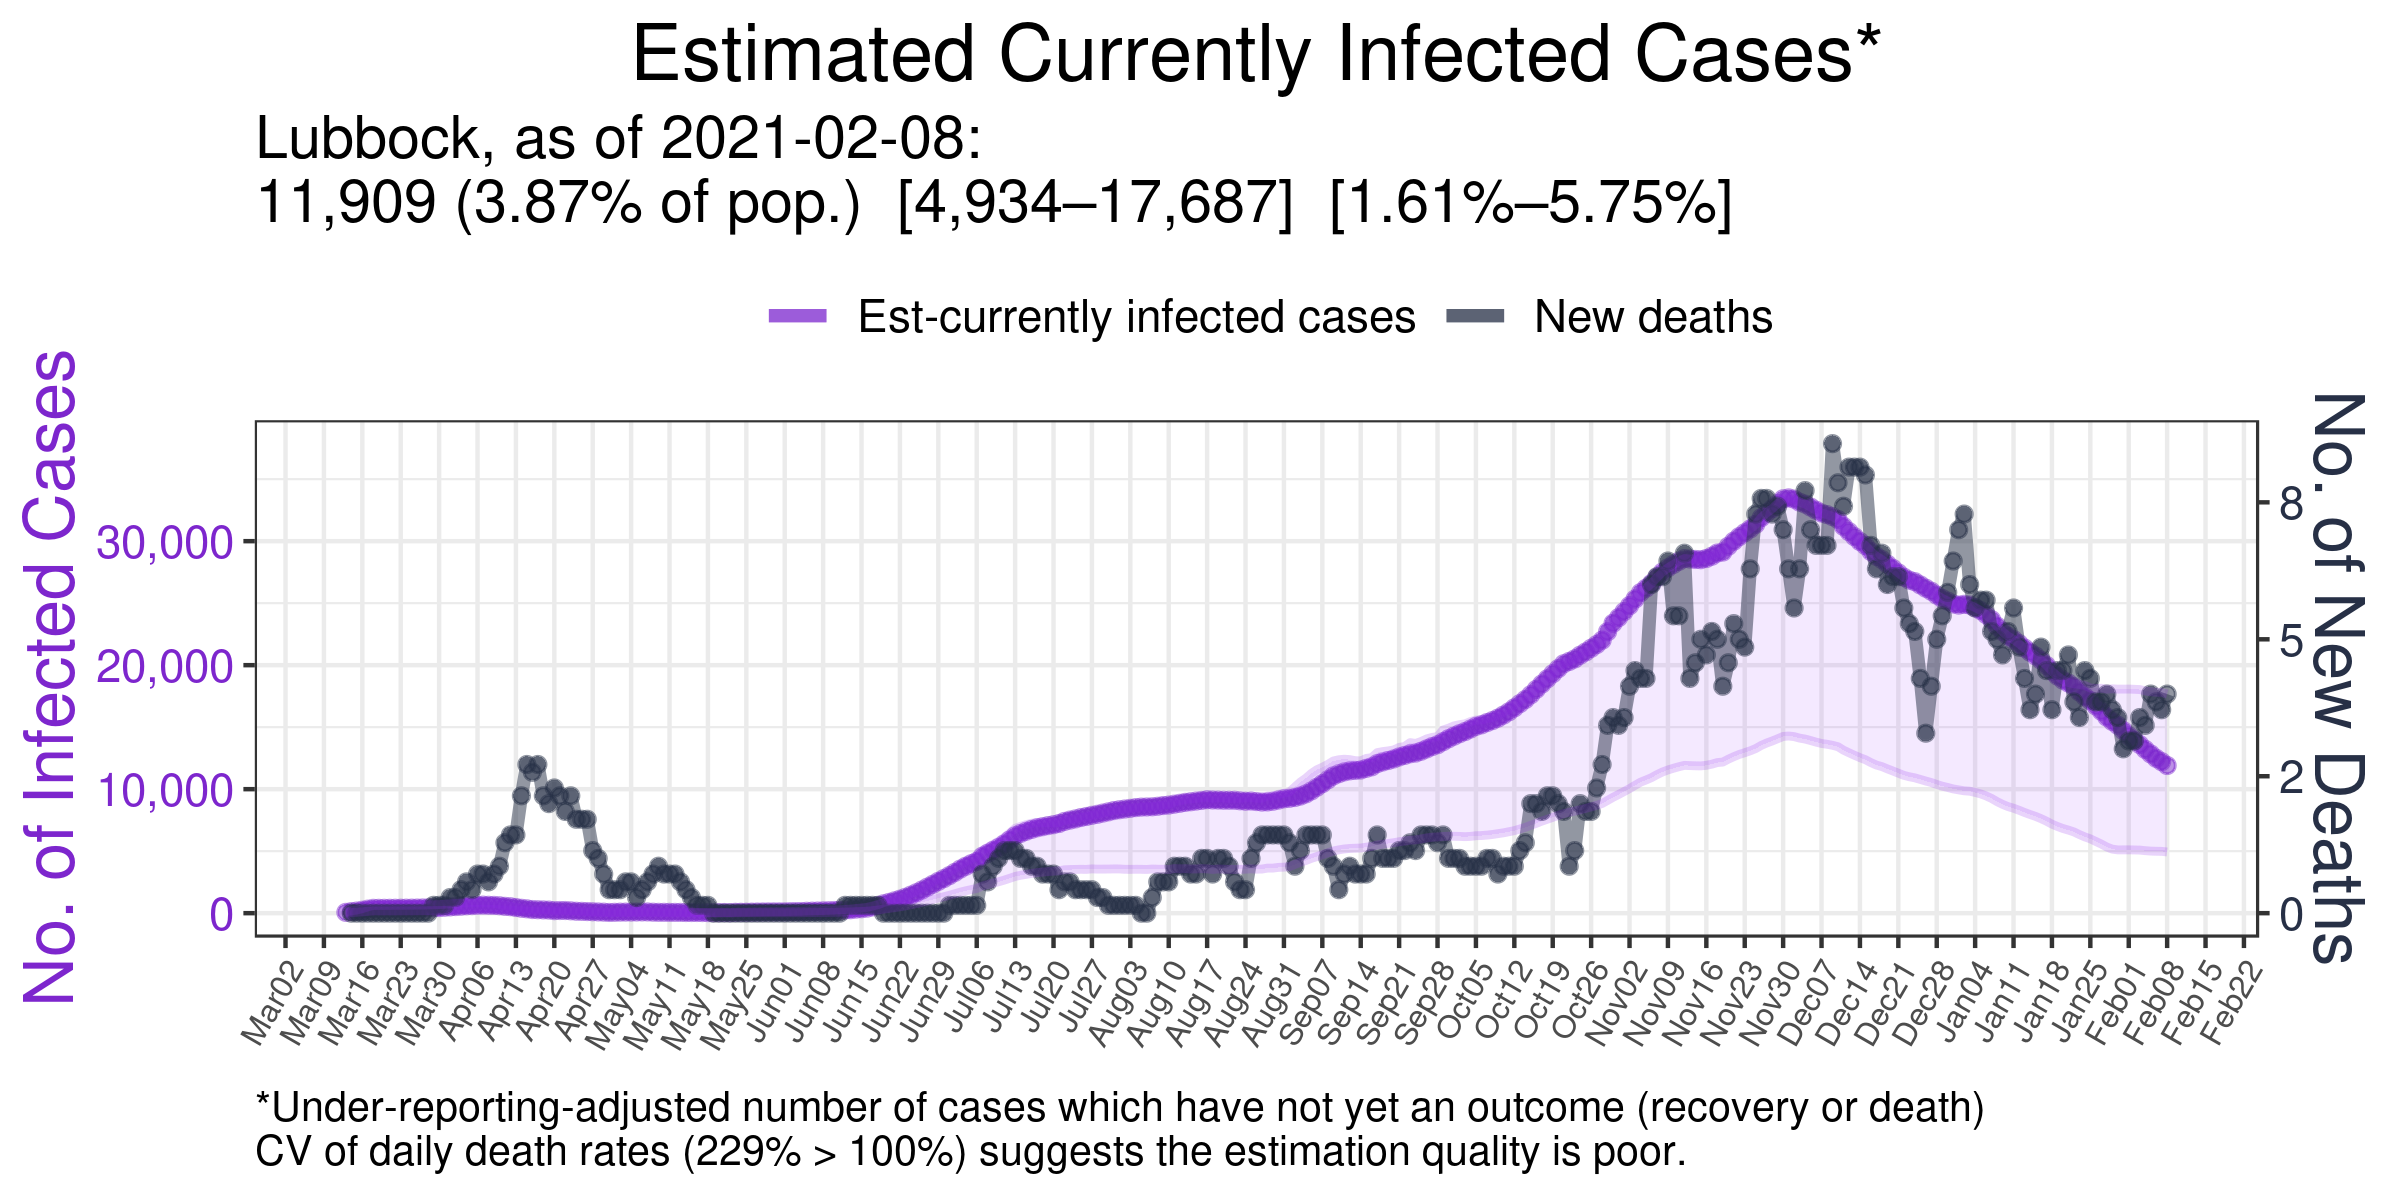 Estimated Currently Infected Cases*
Lubbock, as of 2021-02-08:
11,909 (3.87% of pop.) [4,934–17,687] [1.61%–5.75%]
Est-currently infected cases
New deaths
No. of Infected Cases
30,000
20,000
10,000
0
8
5
2
0
No. of New Deaths
Mar02
Mar09
Mar16
Mar23
Mar30
Apr06
Apr13
Apr20
Apr27
May04
May11
May18
May25
Jun01
Jun08
Jun15
Jun22
Jun29
Jul06
Jul13
Jul20
Jul27
Aug03
Aug10
Aug17
Aug24
Aug31
Sep07
Sep14
Sep21
Sep28
Oct05
Oct12
Oct19
Oct26
Nov02
Nov09
Nov16
Nov23
Nov30
Dec07
Dec14
Dec21
Dec28
Jan04
Jan11
Jan18
Jan25
Feb01
Feb08
Feb15
Feb22
*Under-reporting-adjusted number of cases which have not yet an outcome (recovery or death)
CV of daily death rates (229% > 100%) suggests the estimation quality is poor.